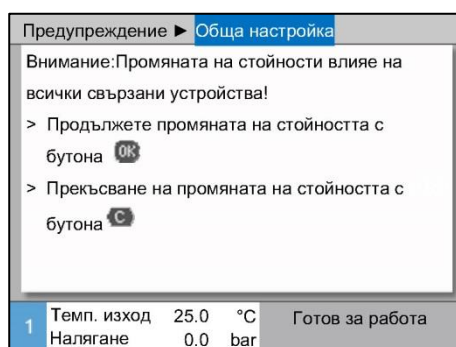 Предупреждение ► Обща настройка
Внимание:Промяната на стойности влияе на
всички свързани устройства!
> Продължете промяната на стойността с
бутона OK
> Прекъсване на промяната на стойността с
бутона C
1 Темп. изход 25.0 °C Готов за работа
Налягане 0.0 bar